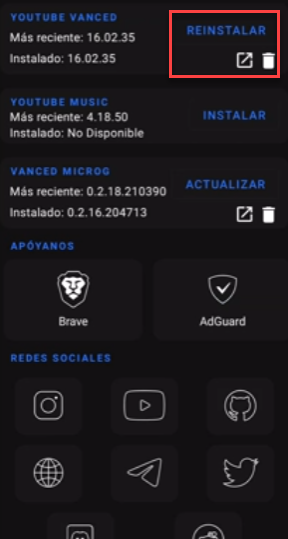 YOUTUBE VANCED
Más reciente: 16.02.35
REINSTALAR
Instalado: 16.02.35
YOUTUBE MUSIC
Más reciente: 4.18.50
INSTALAR
Instalado: No Disponible
VANCED MICROG
Más reciente: 0.2.18.210390
ACTUALIZAR
Instalado: 0.2.16.204713
APÓYANOS
Brave
AdGuard
REDES SOCIALES